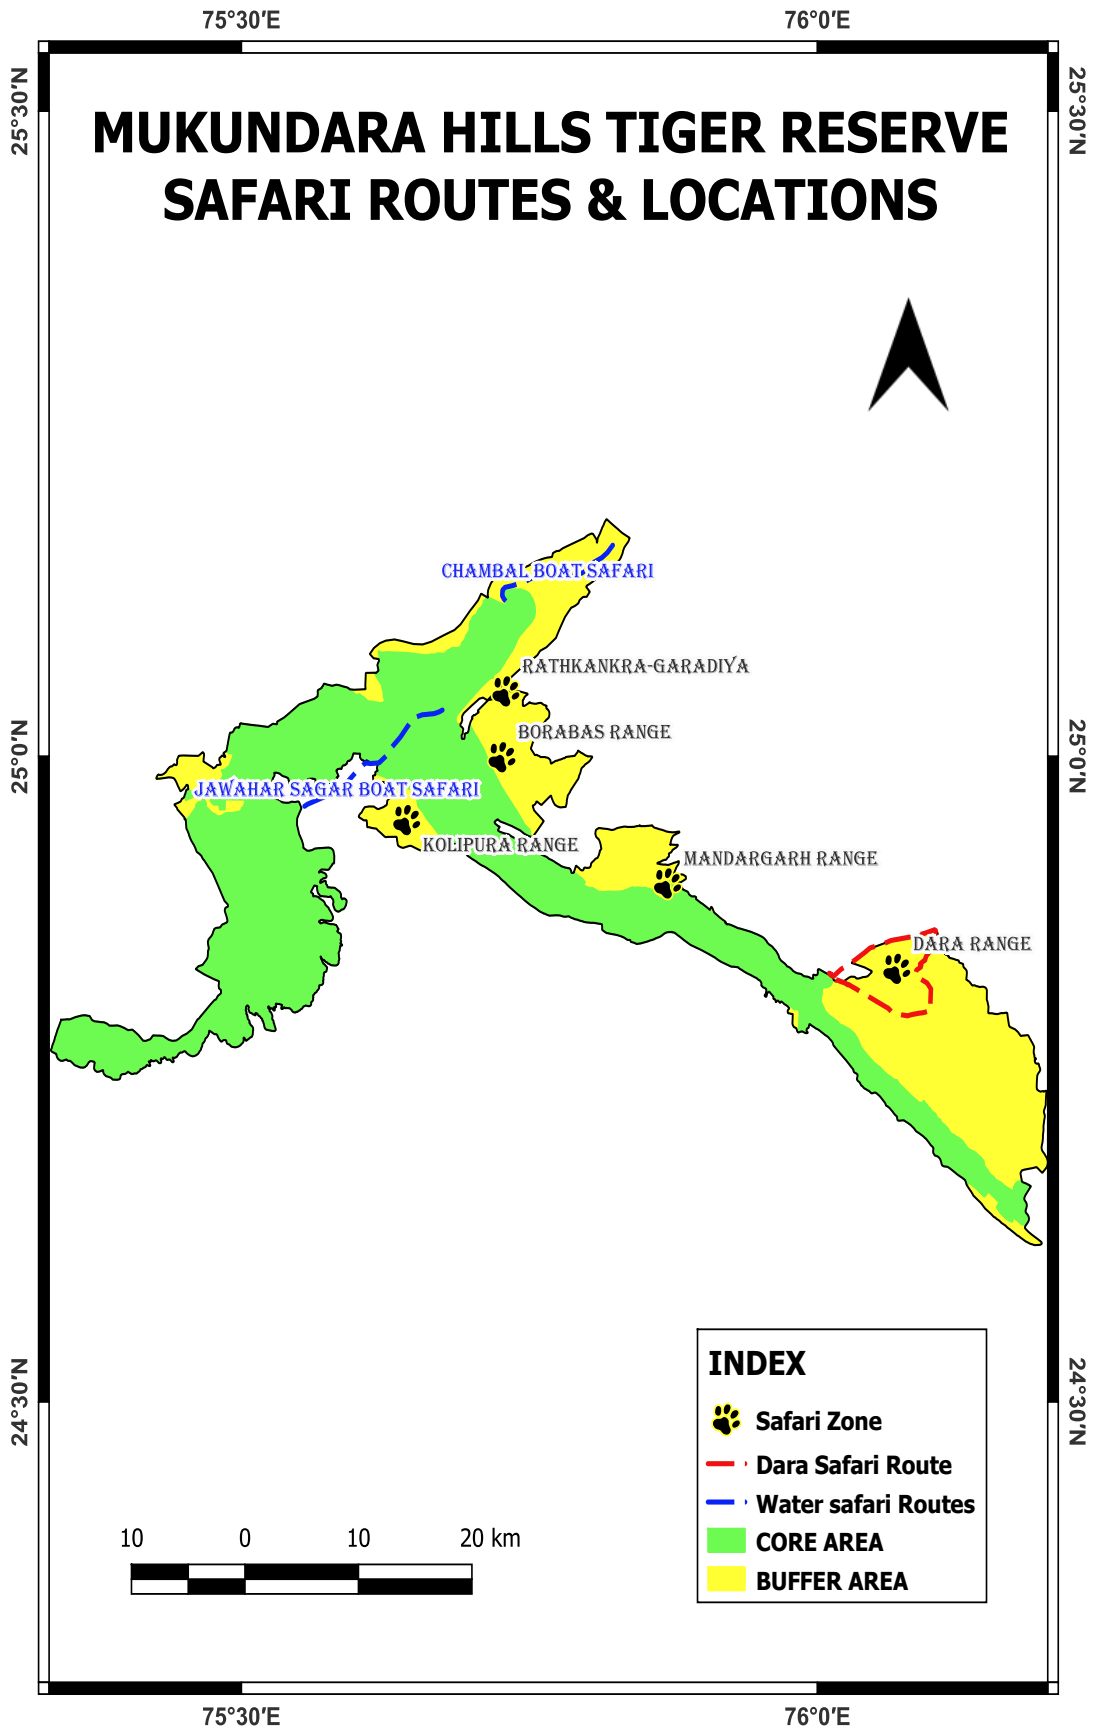 75°30′E 76°0′E
25°30′N 25°30′N
MUKUNDARA HILLS TIGER RESERVE
SAFARI ROUTES & LOCATIONS
CHAMBAL BOAT SAFARI
RATHKANKRA-GARADIYA
BORABAS RANGE
25°0′N 25°0′N
JAWAHAR SAGAR BOAT SAFARI
KOLIPURA RANGE
MANDARGARH RANGE
DARA RANGE
INDEX
24°30′N 24°30′N
Safari Zone
Dara Safari Route
Water safari Routes
CORE AREA
BUFFER AREA
10 0 10 20 km
75°30′E 76°0′E